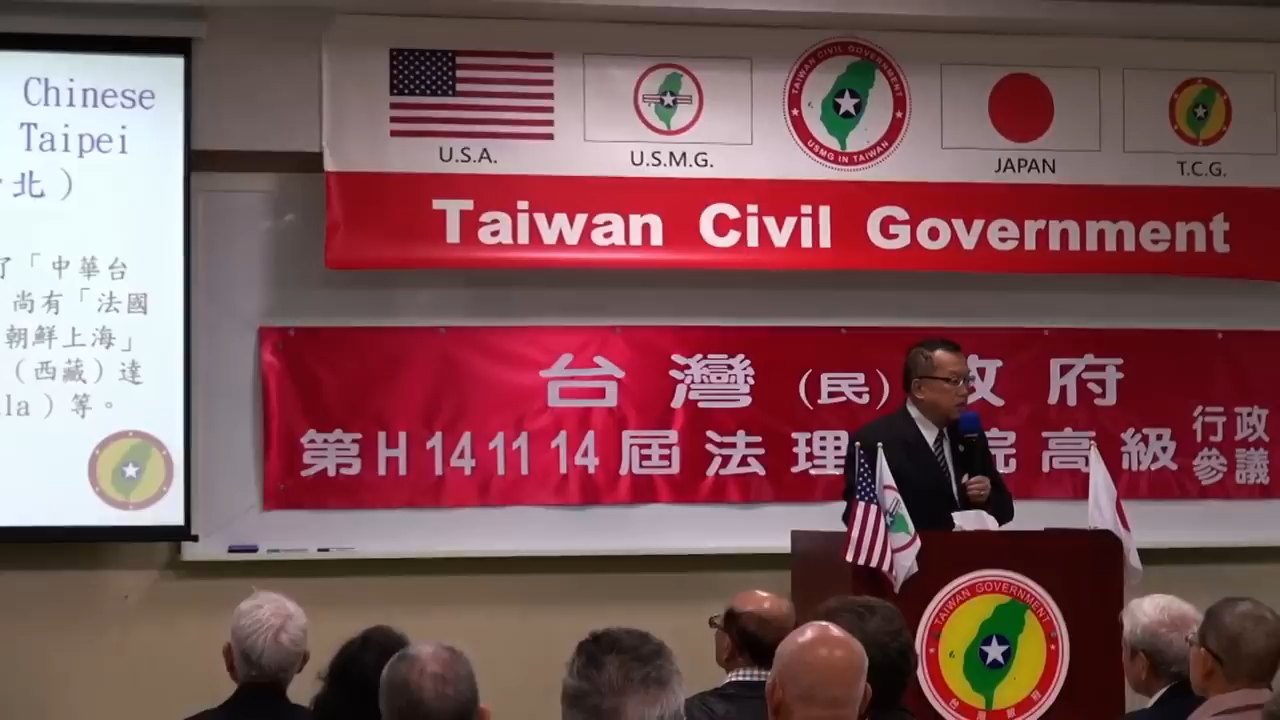 Chinese
Taipei
北）
了「中華台
尚有「法國
朝鮮上海」
（西藏）達
la）等。
TAIWAN CIVIL GOVERNMENT
USMG IN TAIWAN
U.S.A.
U.S.M.G.
JAPAN
T.C.G.
Taiwan Civil Government
台灣（民）政府
第H 14 11 14 屆法理 院高級
行政
參議
TAIWAN GOVERNMENT